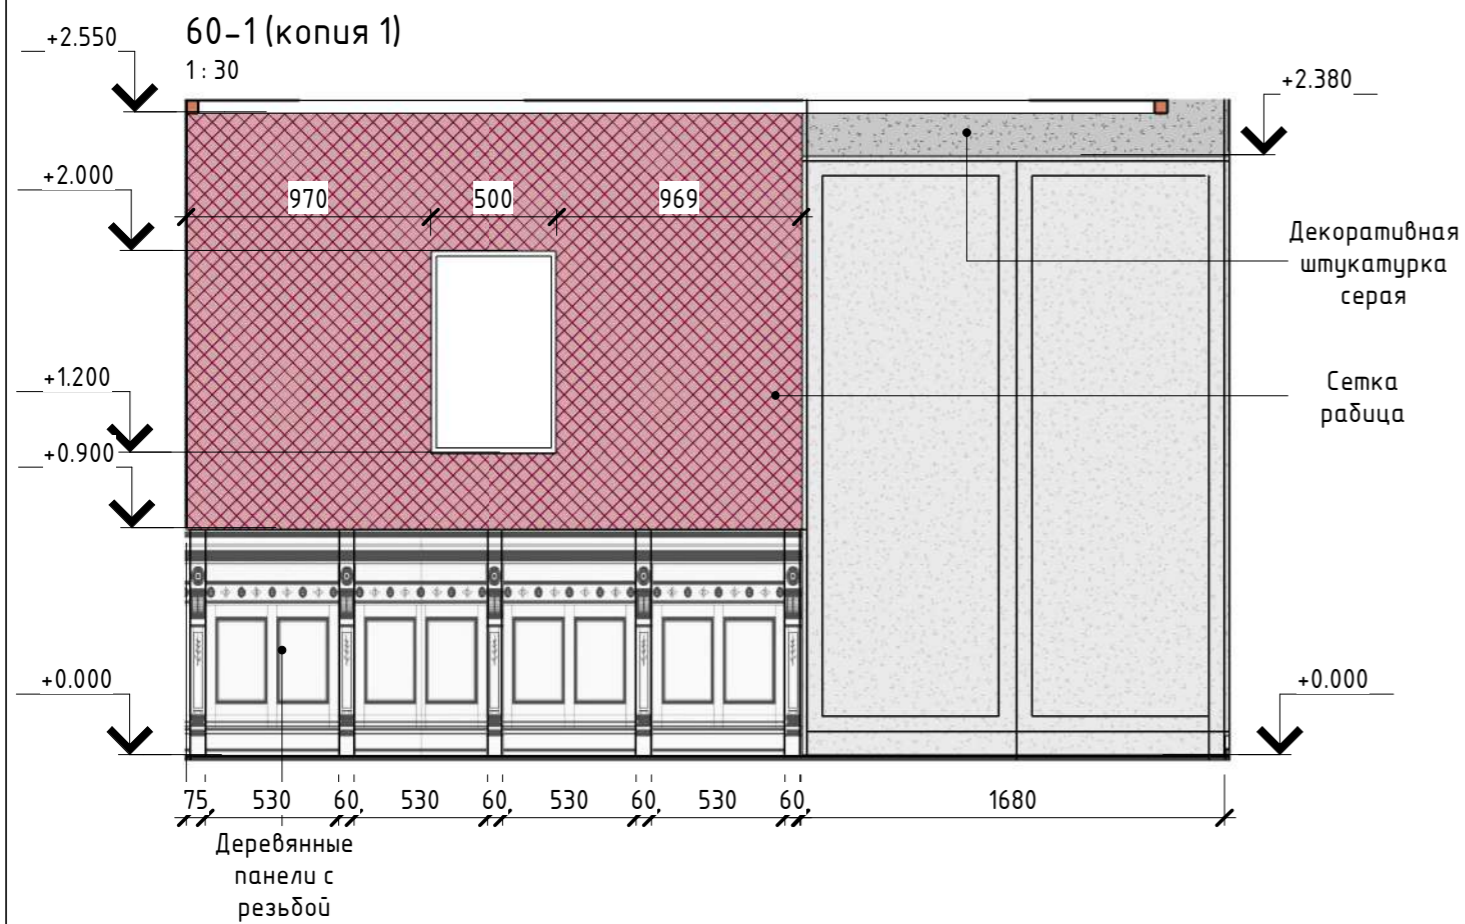 60-1 (копия 1)
1 : 30
+2.550
+2.380
+2.000
970
500
969
Декоративная
штукатурка
серая
+1.200
Сетка
рабица
+0.900
+0.000
+0.000
75 530 60 530 60 530 60 530 60 1680
Деревянные
панели с
резьбой